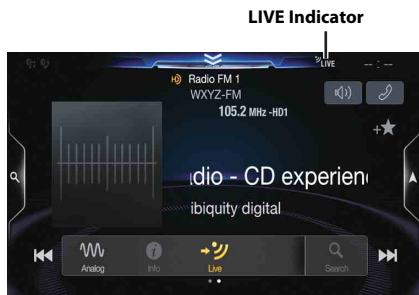 LIVE Indicator
LIVE
-- : --
HD Radio FM 1
WXYZ-FM
105.2 MHz -HD1
dio - CD experien
ibiquity digital
Analog
Info
Live
Search